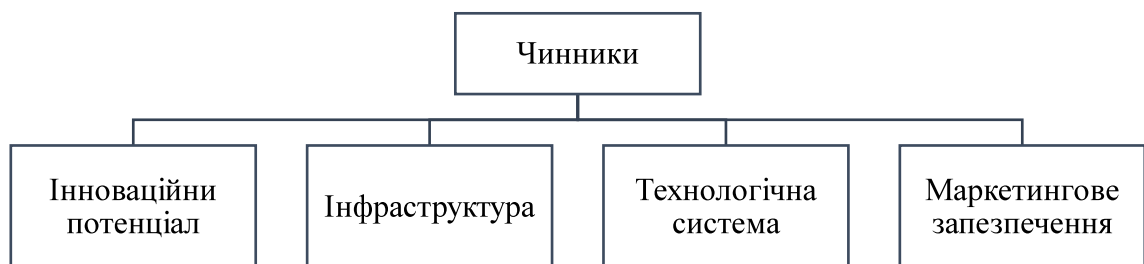 Чинники
Інноваційни
потенціал
Інфраструктура
Технологічна
система
Маркетингове
запезпечення